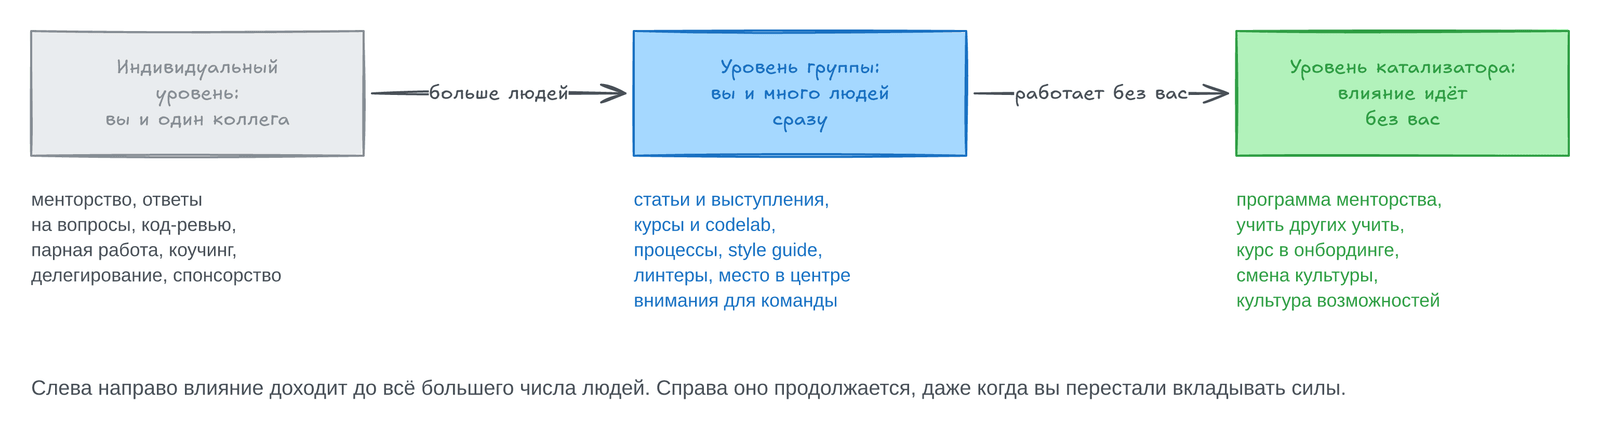 Индивидуальный
уровень:
вы и один коллега
больше людей
Уровень группы:
вы и много людей
сразу
работает без вас
Уровень катализатора:
влияние идёт
без вас
менторство, ответы
на вопросы, код-ревью,
парная работа, коучинг,
делегирование, спонсорство
статьи и выступления,
курсы и codelab,
процессы, style guide,
линтеры, место в центре
внимания для команды
программа менторства,
учить других учить,
курс в онбординге,
смена культуры,
культура возможностей
Слева направо влияние доходит до всё большего числа людей. Справа оно продолжается, даже когда вы перестали вкладывать силы.